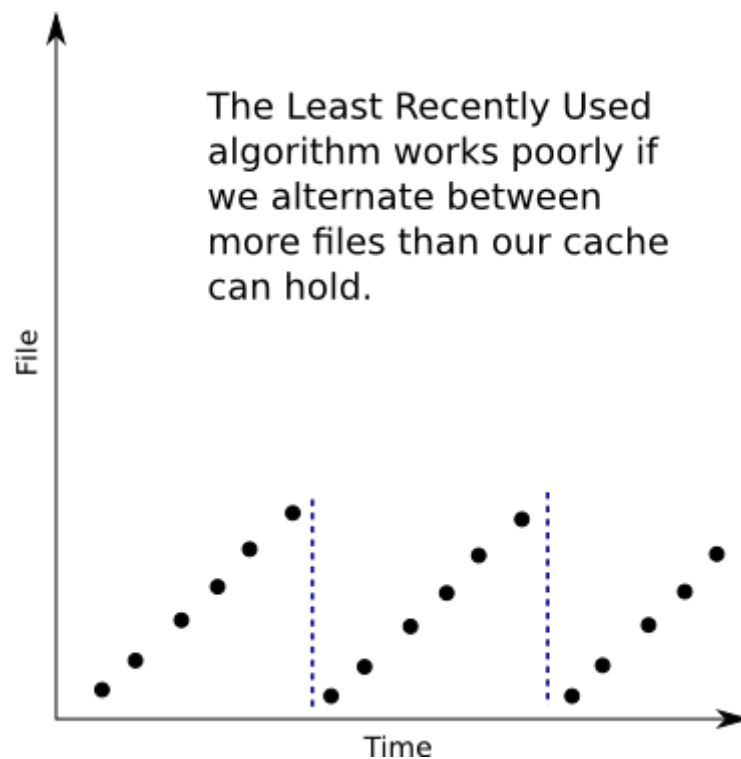 The Least Recently Used
algorithm works poorly if
we alternate between
more files than our cache
can hold.
File
Time